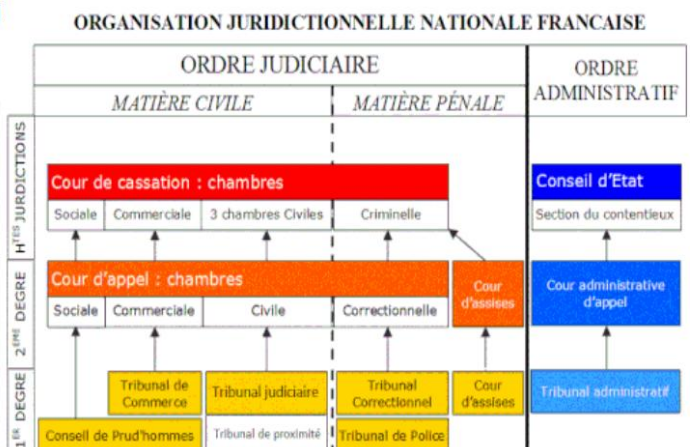 ORGANISATION JURIDICTIONNELLE NATIONALE FRANCAISE
ORDRE JUDICIAIRE
ORDRE
ADMINISTRATIF
MATIÈRE CIVILE
MATIÈRE PÉNALE
HTES JURDICTIONS
Cour de cassation : chambres
Sociale
Commerciale
3 chambres Civiles
Criminelle
Conseil d'Etat
Section du contentieux
2EME DEGRE
Cour d'appel : chambres
Sociale
Commerciale
Civile
Correctionnelle
Cour
d'assises
Cour administrative
d'appel
1ER DEGRE
Tribunal de
Commerce
Tribunal judiciaire
Tribunal
Correctionnel
Cour
d'assises
Tribunal administratif
Conseil de Prud'hommes
Tribunal de proximité
Tribunal de Police